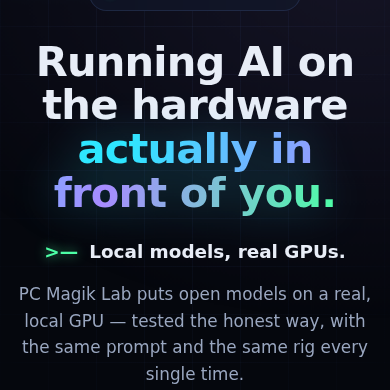 Running AI on
the hardware
actually in
front of you.
>— Local models, real GPUs.
PC Magik Lab puts open models on a real,
local GPU — tested the honest way, with
the same prompt and the same rig every
single time.